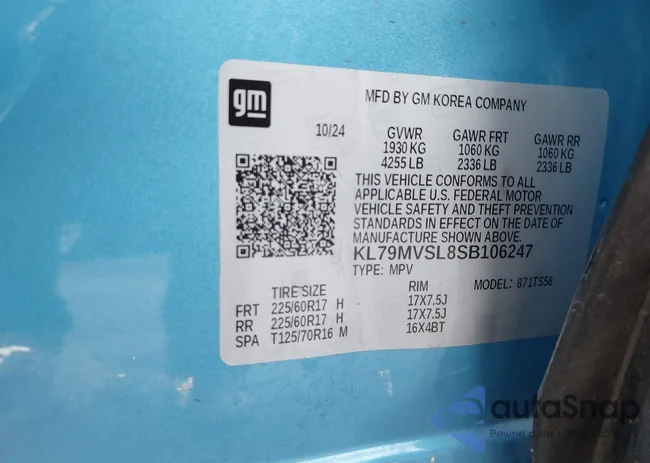 gm
MFD BY GM KOREA COMPANY
10/24 GVWR GAWR FRT GAWR RR
1930 KG 1060 KG 1060 KG
4255 LB 2336 LB 2336 LB
THIS VEHICLE CONFORMS TO ALL
APPLICABLE U.S. FEDERAL MOTOR
VEHICLE SAFETY AND THEFT PREVENTION
STANDARDS IN EFFECT ON THE DATE OF
MANUFACTURE SHOWN ABOVE.
KL79MVSL8SB106247
TYPE: MPV MODEL: 871TS56
TIRE SIZE RIM
FRT 225/60R17 H 17X7.5J
RR 225/60R17 H 17X7.5J
SPA T125/70R16 M 16X4BT
autaSnap
Pewne auta